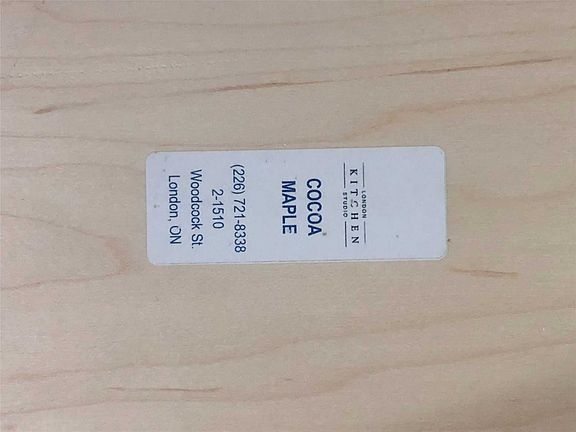 LONDON
KITCHEN
STUDIO
COCOA
MAPLE
(226) 721-8338
2-1510
Woodcock St.
London, ON